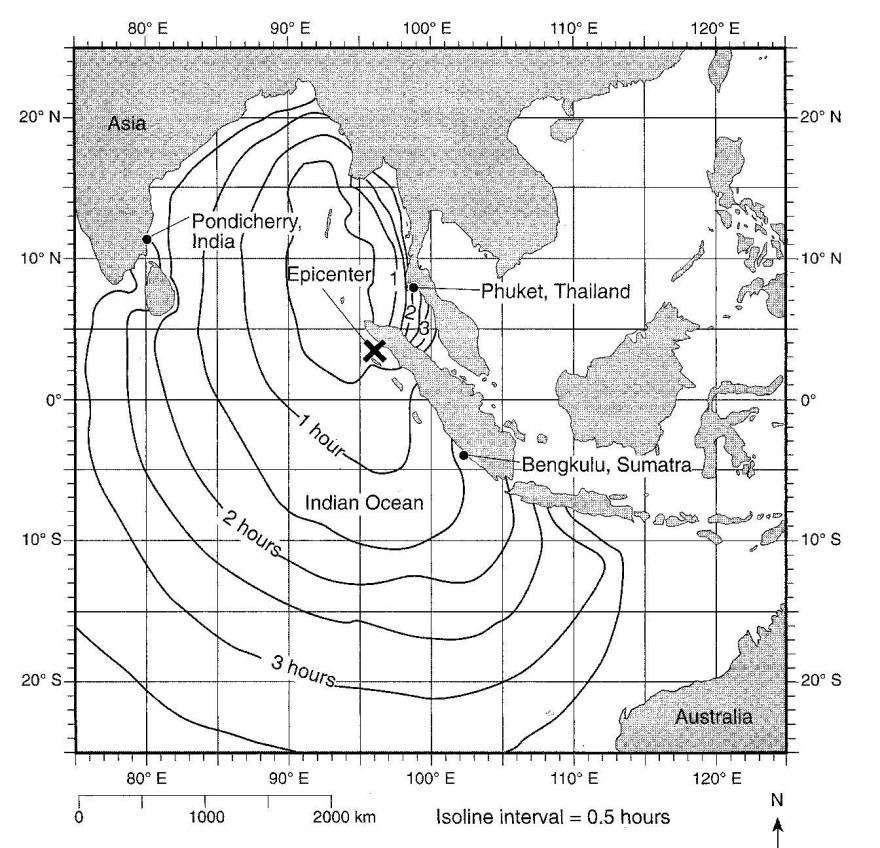 80° E 90° E 100° E 110° E 120° E
20° N 20° N
Asia
Pondicherry,
India
10° N 10° N
Epicenter
1
Phuket, Thailand
2
3
0° 0°
1 hour
Bengkulu, Sumatra
Indian Ocean
2 hours
10° S 10° S
3 hours
20° S 20° S
Australia
80° E 90° E 100° E 110° E 120° E
N
0 1000 2000 km
Isoline interval = 0.5 hours